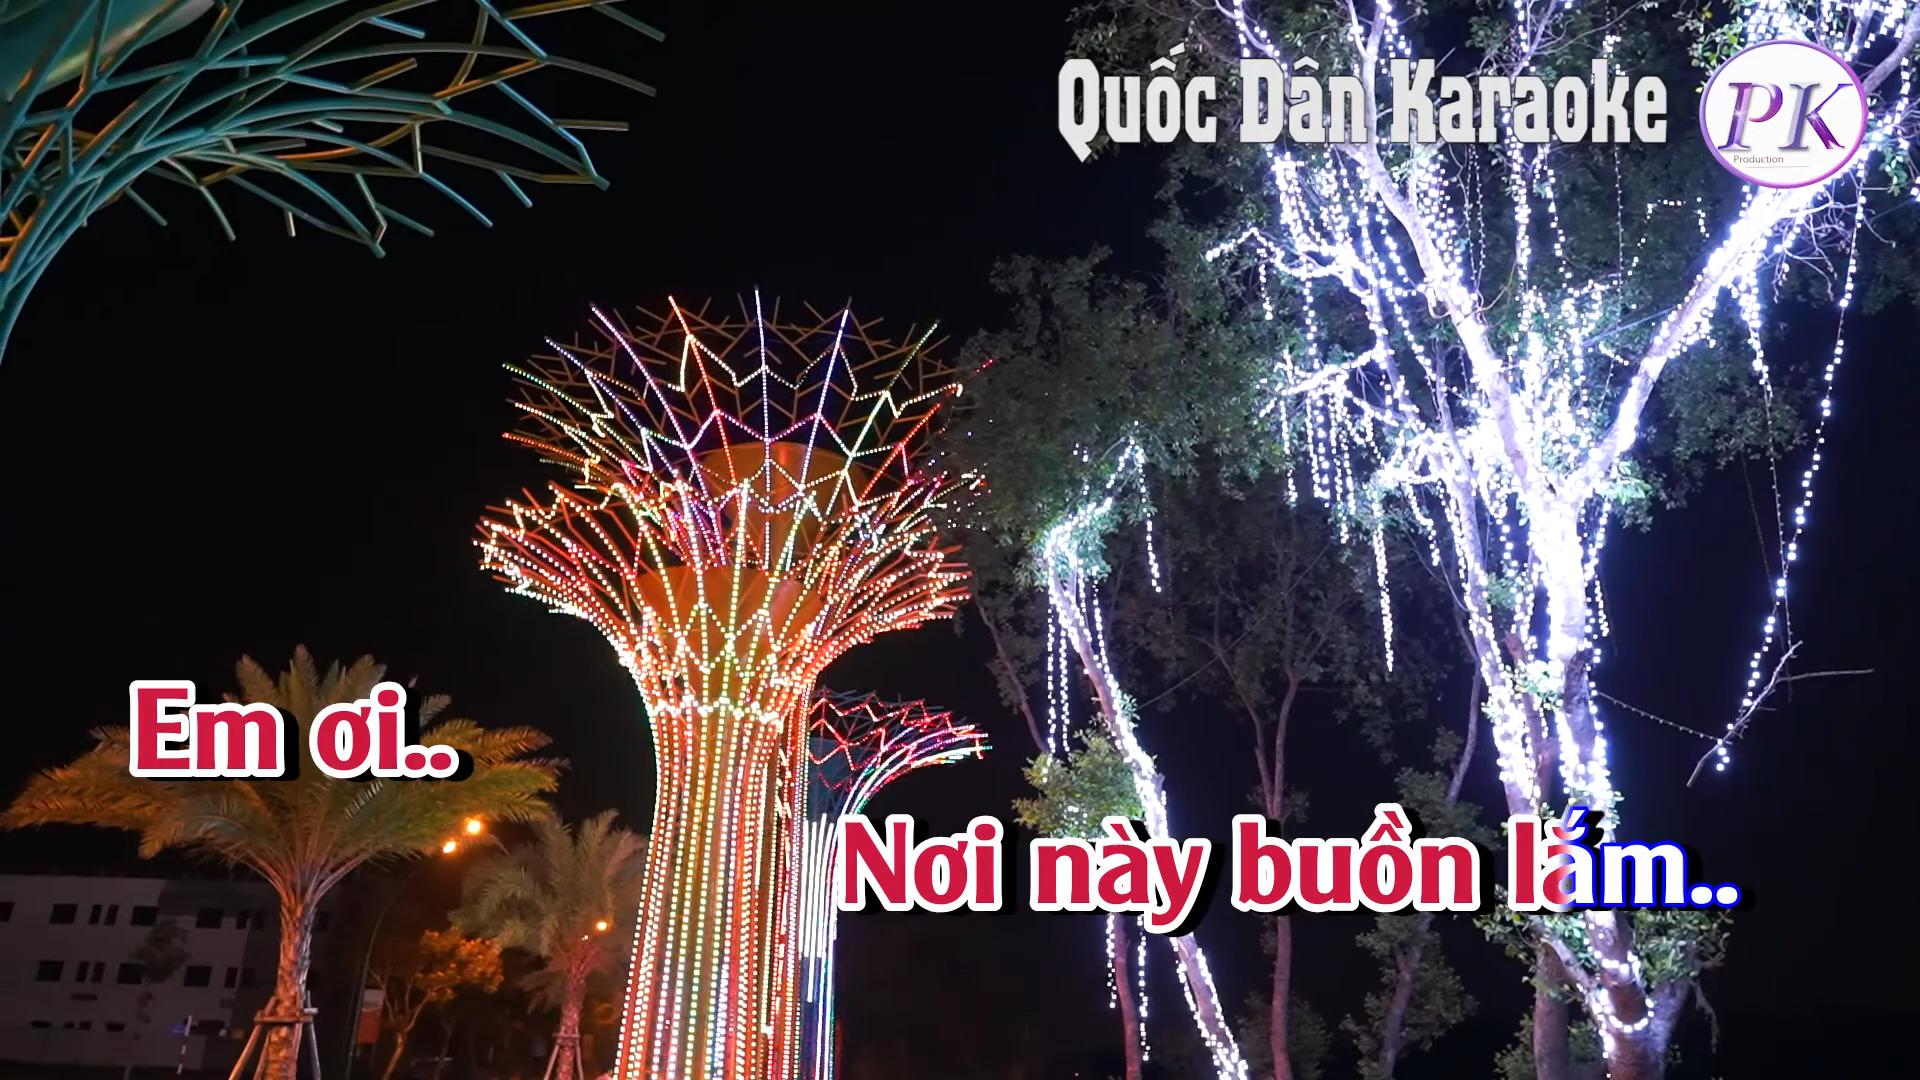 Quốc Dân Karaoke
PK
Production
Em ơi..
Nơi này buồn lắm..